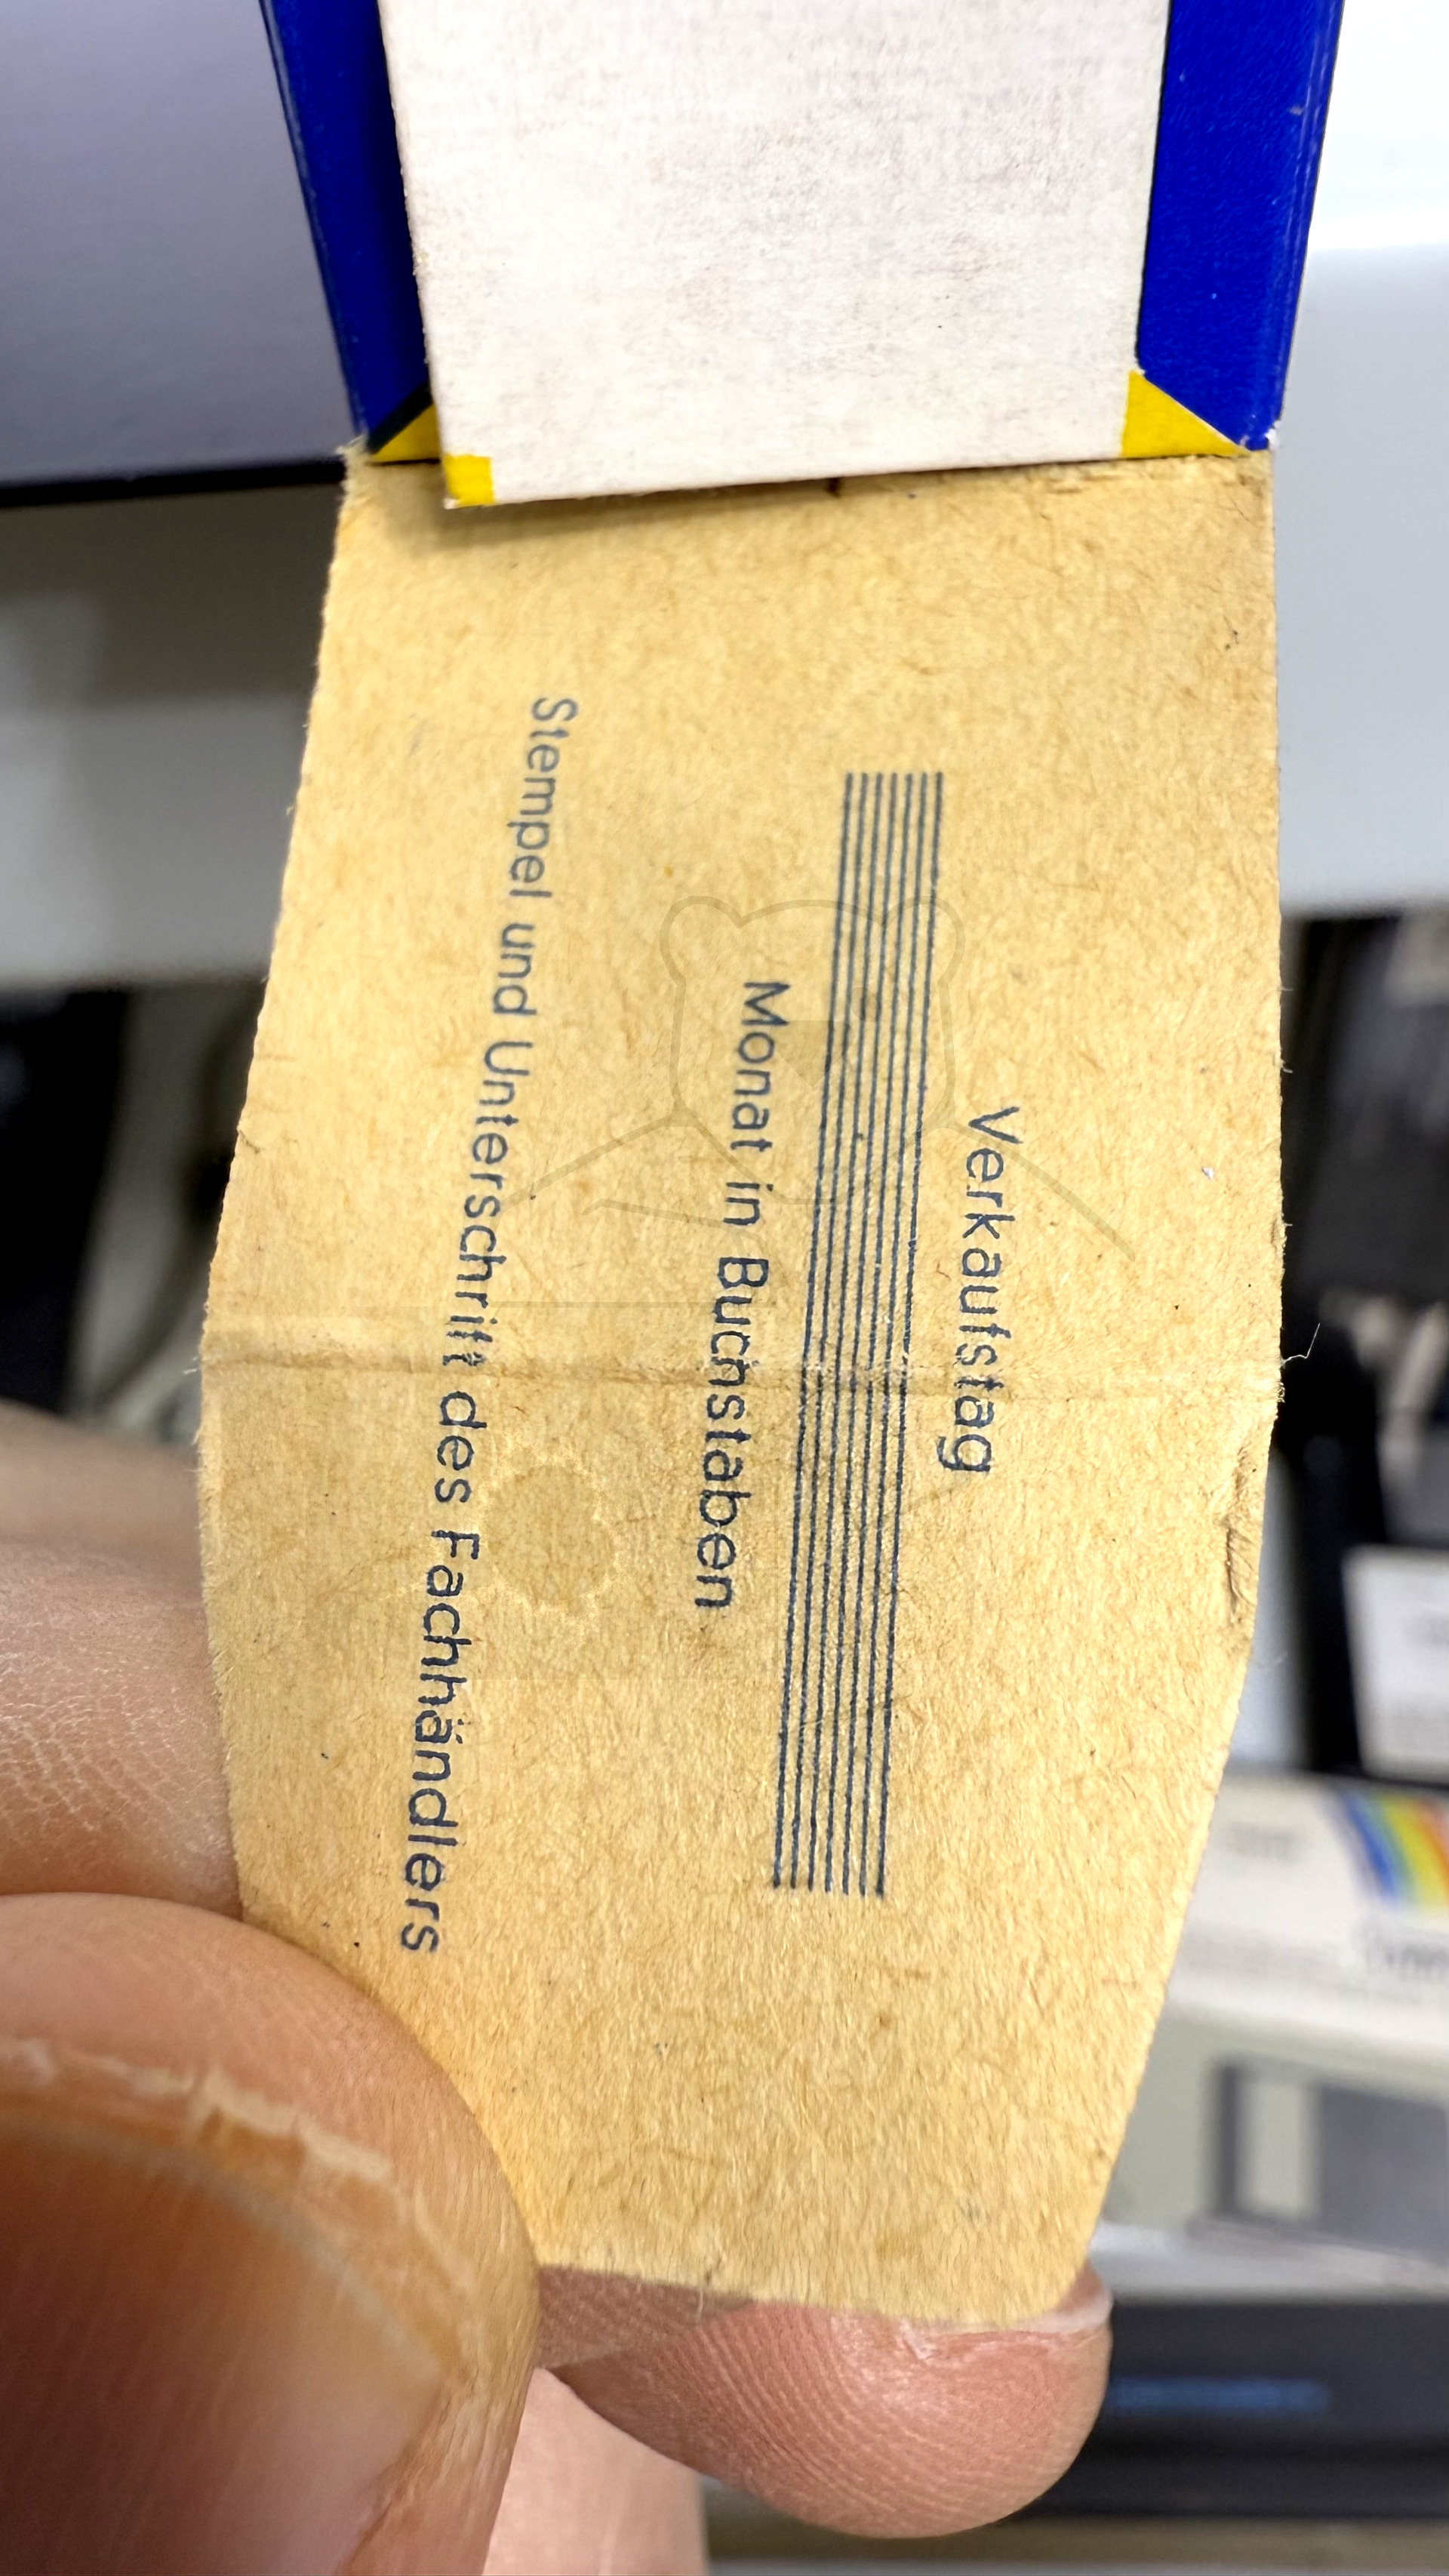 Verkaufstag
Monat in Buchstaben
Stempel und Unterschrift des Fachhändlers